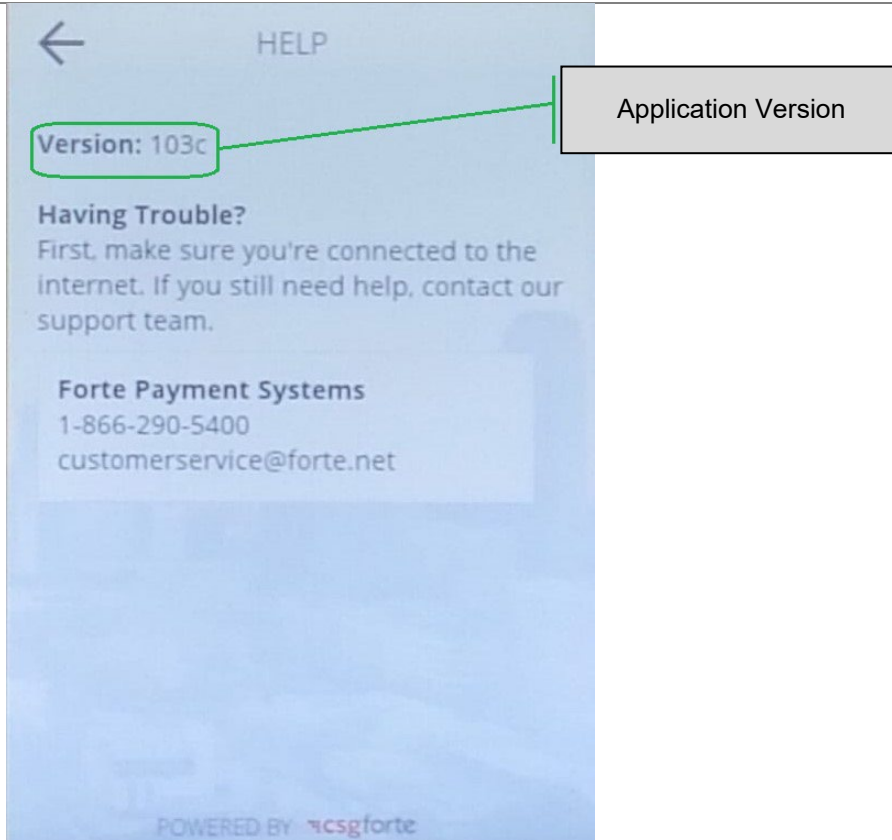 HELP
Application Version
Version: 103c
Having Trouble?
First, make sure you're connected to the
internet. If you still need help, contact our
support team.
Forte Payment Systems
1-866-290-5400
customerservice@forte.net
POWERED BY csgforte